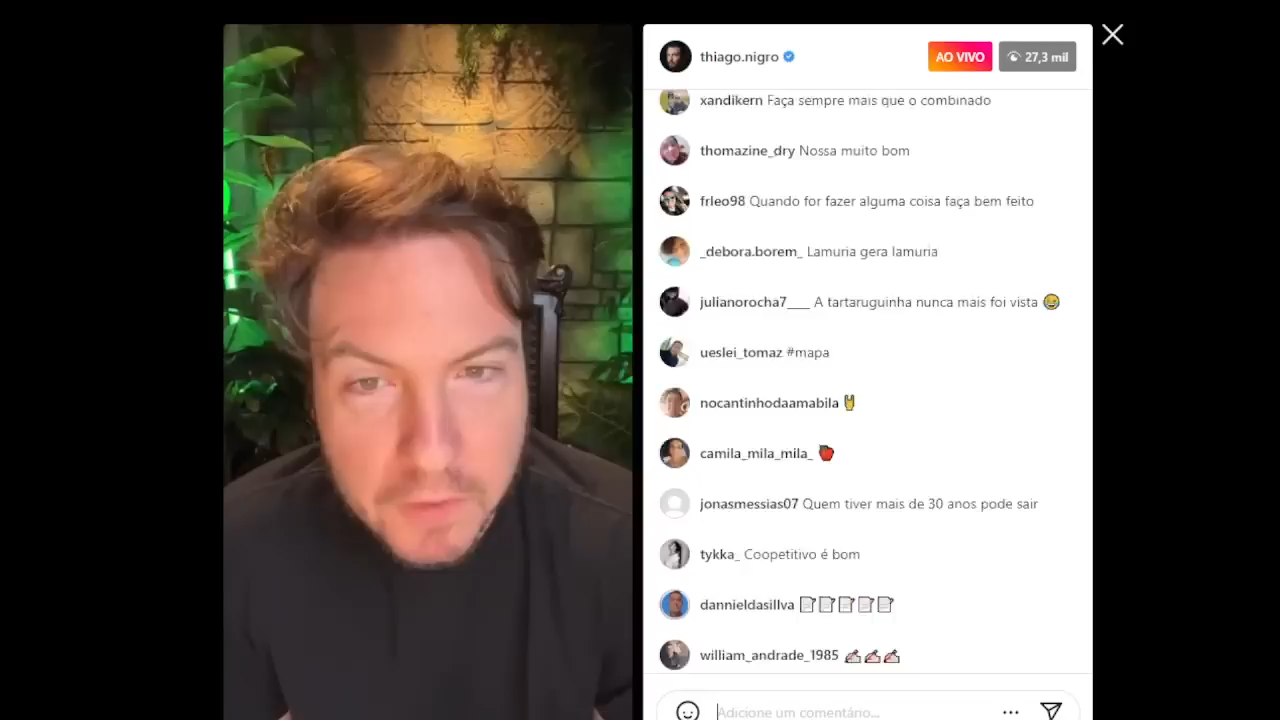 thiago.nigro
AO VIVO
27,3 mil
xandikern Faça sempre mais que o combinado
thomazine_dry Nossa muito bom
frleo98 Quando for fazer alguma coisa faça bem feito
_debora.borem_ Lamuria gera lamuria
julianorocha7___ A tartaruguinha nunca mais foi vista 😂
ueslei_tomaz #mapa
nocantinhodaamabila 🤘
camila_mila_mila_ 🍎
jonasmessias07 Quem tiver mais de 30 anos pode sair
tykka_ Coopetitivo é bom
dannieldasillva 📝📝📝📝📝
william_andrade_1985 ✍🏻✍🏻✍🏻
Adicione um comentário...